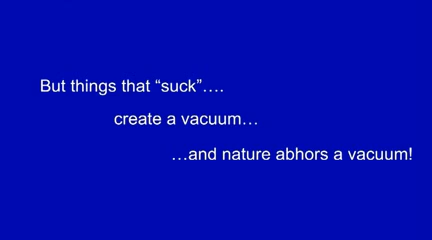 But things that “suck”….
create a vacuum…
…and nature abhors a vacuum!